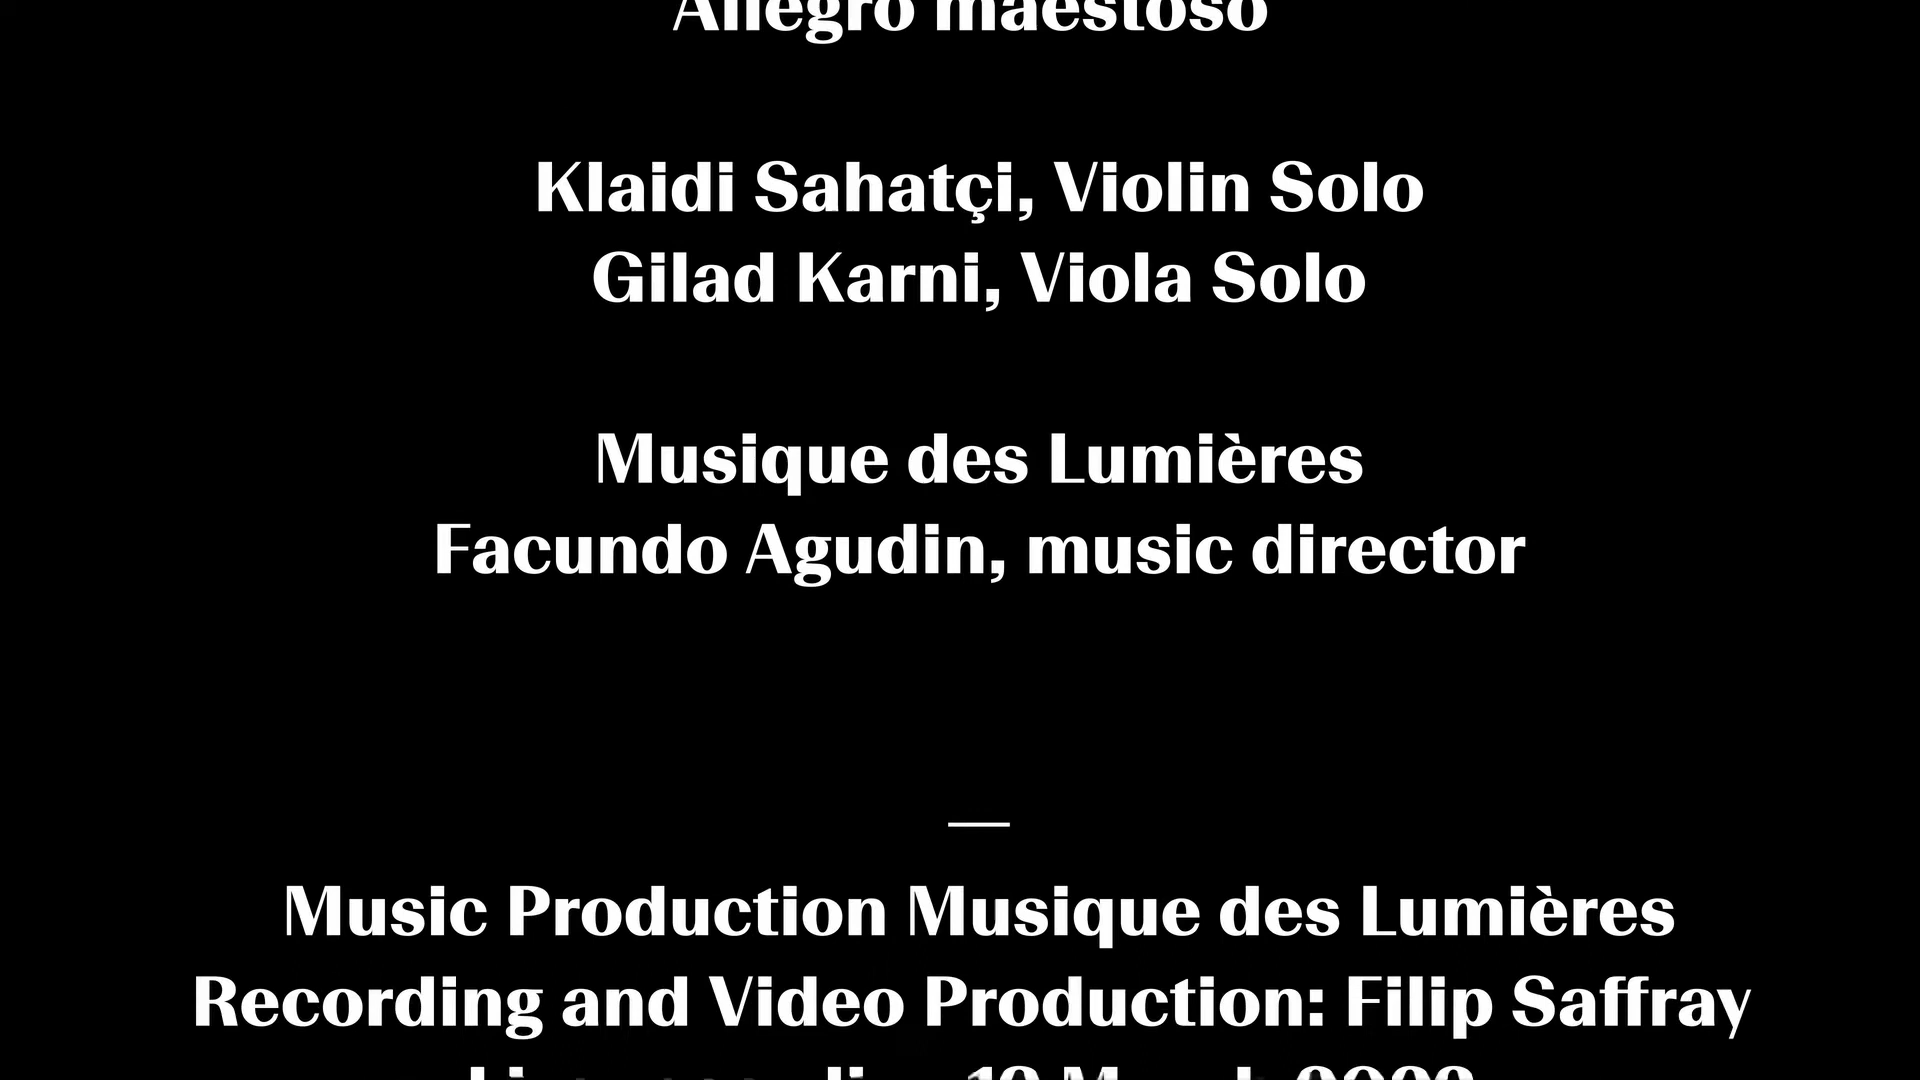 Allegro maestoso
Klaidi Sahatçi, Violin Solo
Gilad Karni, Viola Solo
Musique des Lumières
Facundo Agudin, music director
—
Music Production Musique des Lumières
Recording and Video Production: Filip Saffray